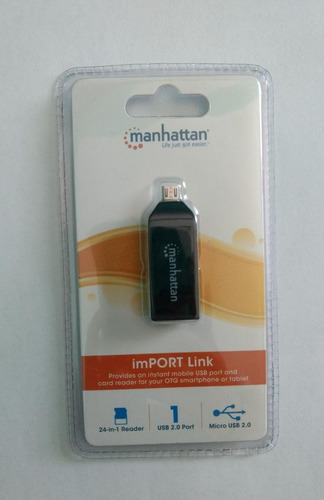 manhattan
Life just got easier.
manhattan
imPORT Link
Provides an instant mobile USB port and
card reader for your OTG smartphone or tablet
24-in-1 Reader
1
USB 2.0 Port
Micro USB 2.0